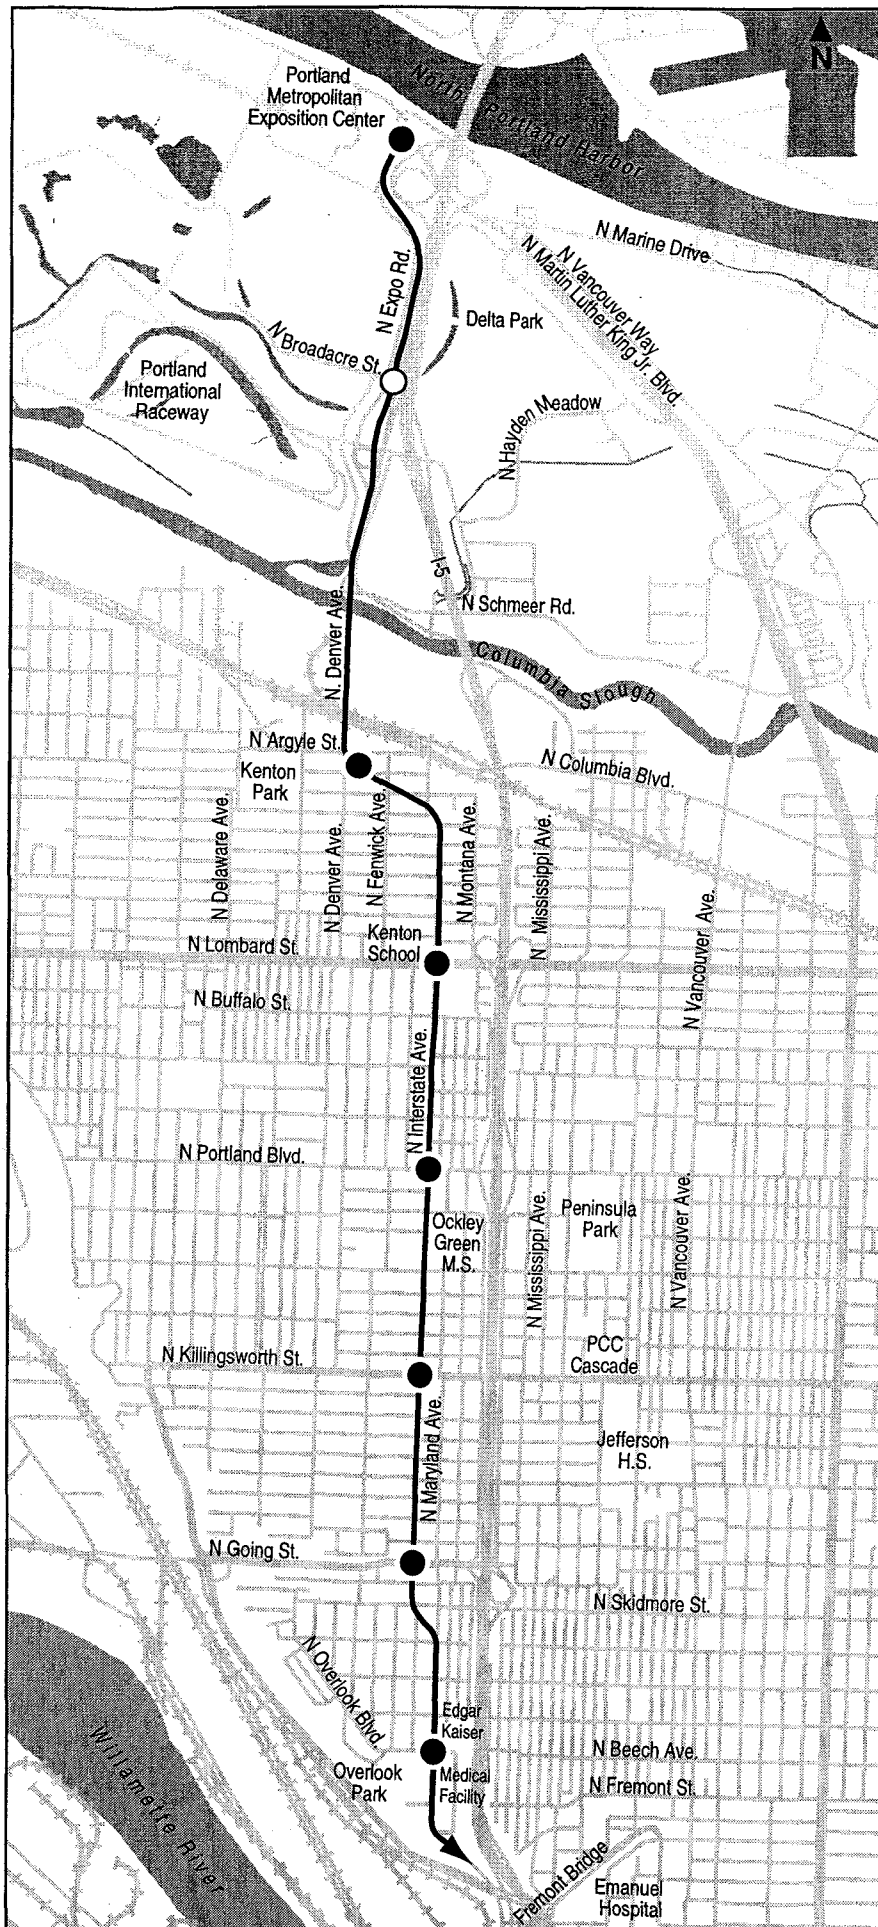 N
Portland
Metropolitan
Exposition Center
North Portland Harbor
N Marine Drive
N Vancouver Way
N Martin Luther King Jr. Blvd.
N Expo Rd.
Delta Park
N Broadacre St.
Portland
International
Raceway
N Hayden Meadow
I-5
N Schmeer Rd.
N. Denver Ave.
Columbia Slough
N Argyle St.
Kenton
Park
N Columbia Blvd.
N Delaware Ave.
N Denver Ave.
N Fenwick Ave.
N Montana Ave.
N Mississippi Ave.
N Vancouver Ave.
N Lombard St.
Kenton
School
N Buffalo St.
N Interstate Ave.
N Portland Blvd.
Ockley
Green
M.S.
N Mississippi Ave.
Peninsula
Park
N Vancouver Ave.
N Killingsworth St.
PCC
Cascade
N Maryland Ave.
Jefferson
H.S.
N Going St.
N Skidmore St.
N Overlook Blvd.
Edgar
Kaiser
Medical
Facility
Overlook
Park
N Beech Ave.
N Fremont St.
Willamette River
Fremont Bridge
Emanuel
Hospital